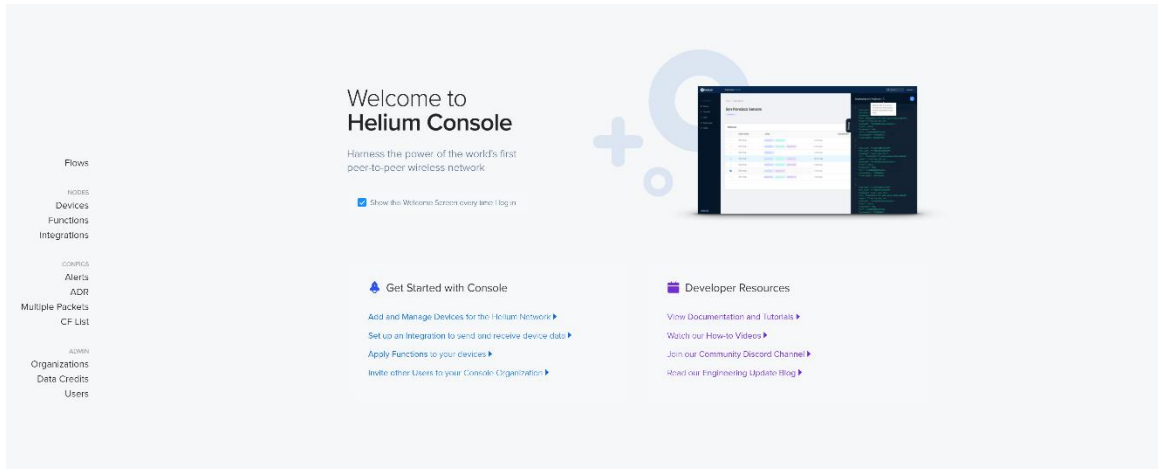 Flows
NODES
Devices
Functions
Integrations
CONFIGS
Alerts
ADR
Multiple Packets
CF List
ADMIN
Organizations
Data Credits
Users
Welcome to
Helium Console
Harness the power of the world's first
peer-to-peer wireless network
Show this Welcome Screen every time I log in
Get Started with Console
Add and Manage Devices for the Helium Network
Set up an Integration to send and receive device data
Apply Functions to your devices
Invite other Users to your Console Organization
Developer Resources
View Documentation and Tutorials
Watch our How-to Videos
Join our Community Discord Channel
Read our Engineering Update Blog